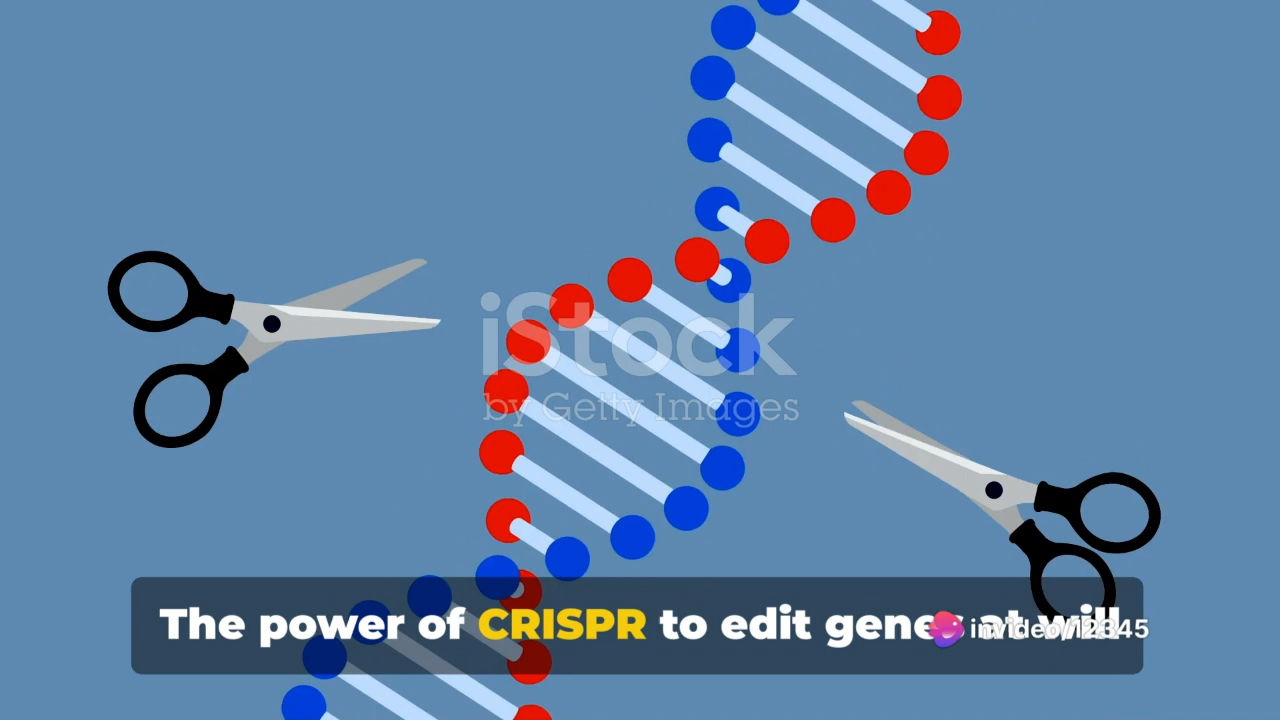 iStock
by Getty Images
The power of CRISPR to edit genes at will
invideo/12345